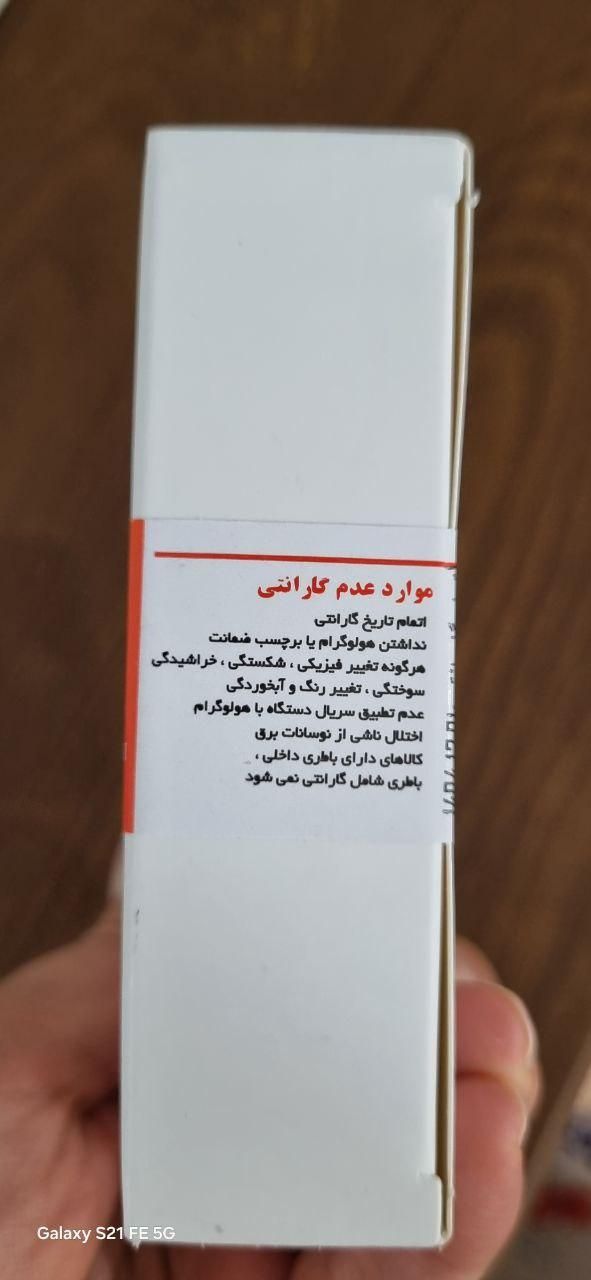 موارد عدم گارانتی
اتمام تاریخ گارانتی
نداشتن هولوگرام یا برچسب ضمانت
هرگونه تغییر فیزیکی ، شکستگی ، خراشیدگی
سوختگی ، تغییر رنگ و آبخوردگی
عدم تطبیق سریال دستگاه با هولوگرام
اختلال ناشی از نوسانات برق
کالاهای دارای باطری داخلی ،
باطری شامل گارانتی نمی شود
Galaxy S21 FE 5G